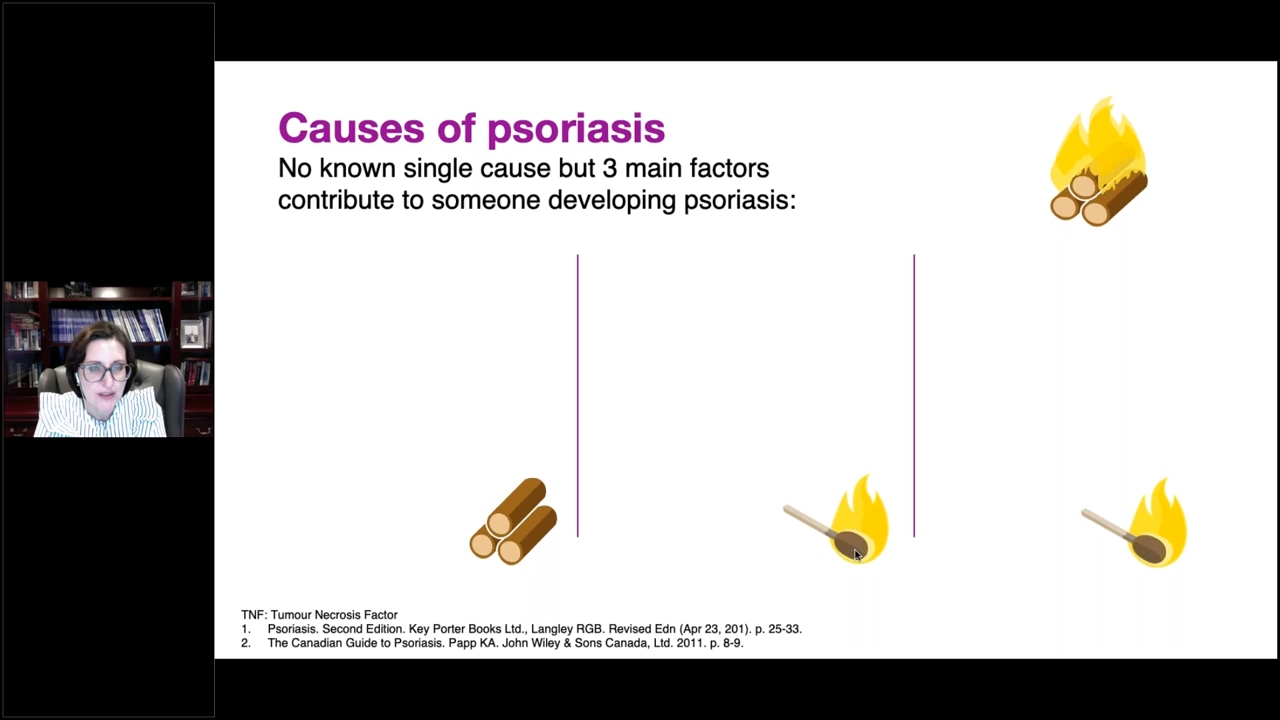 Causes of psoriasis
No known single cause but 3 main factors
contribute to someone developing psoriasis:
TNF: Tumour Necrosis Factor
1. Psoriasis. Second Edition. Key Porter Books Ltd., Langley RGB. Revised Edn (Apr 23, 201). p. 25-33.
2. The Canadian Guide to Psoriasis. Papp KA. John Wiley & Sons Canada, Ltd. 2011. p. 8-9.